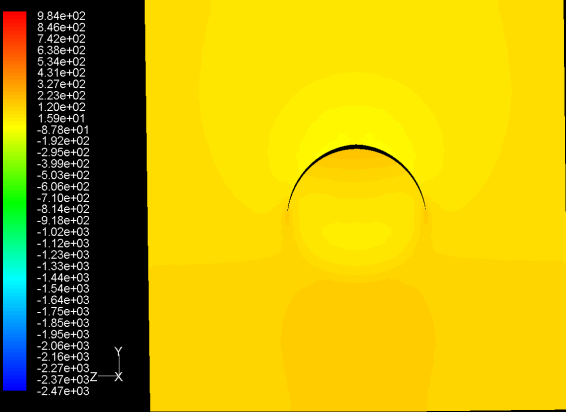 9.84e+02
8.46e+02
7.42e+02
6.38e+02
5.34e+02
4.31e+02
3.27e+02
2.23e+02
1.20e+02
1.59e+01
-8.78e+01
-1.92e+02
-2.95e+02
-3.99e+02
-5.03e+02
-6.06e+02
-7.10e+02
-8.14e+02
-9.18e+02
-1.02e+03
-1.12e+03
-1.23e+03
-1.33e+03
-1.44e+03
-1.54e+03
-1.64e+03
-1.75e+03
-1.85e+03
-1.95e+03
-2.06e+03
-2.16e+03
-2.27e+03
-2.37e+03
-2.47e+03
Y
Z
X